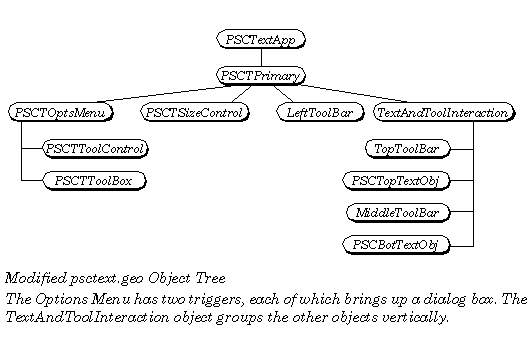 PSCTextApp
PSCTPrimary
PSCTOptsMenu
PSCTSizeControl
LeftToolBar
TextAndToolInteraction
PSCTToolControl
TopToolBar
PSCTToolBox
PSCTopTextObj
MiddleToolBar
PSCBotTextObj
Modified psctext.geo Object Tree
The Options Menu has two triggers, each of which brings up a dialog box. The
TextAndToolInteraction object groups the other objects vertically.